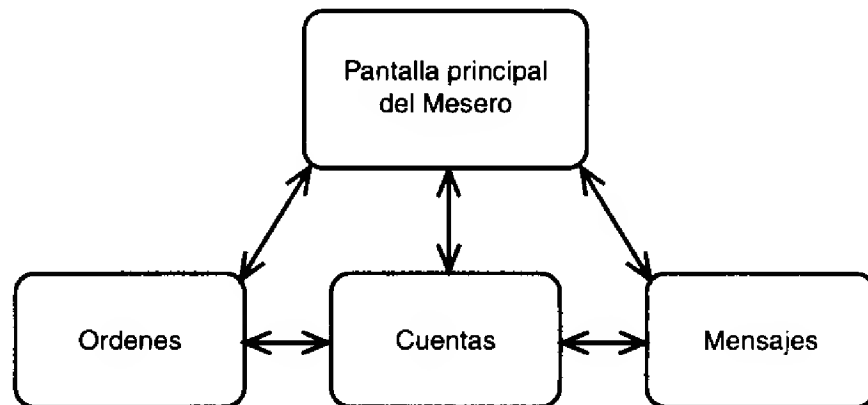 Pantalla principal
del Mesero
Ordenes
Cuentas
Mensajes